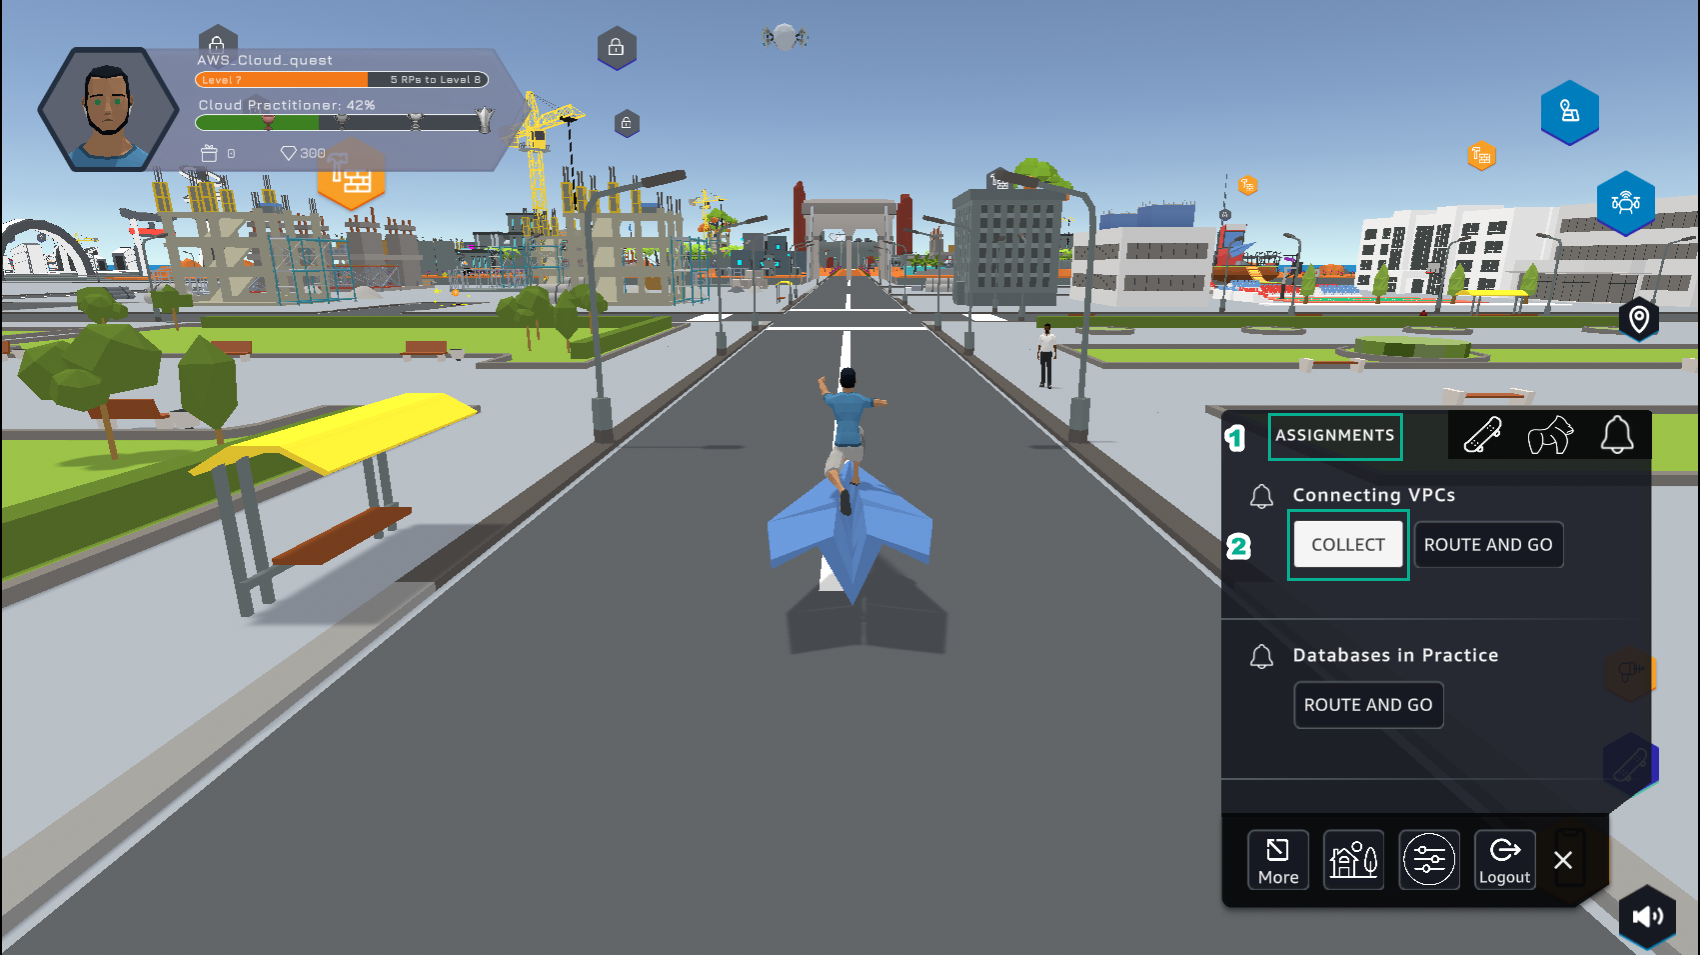 AWS_Cloud_quest
Level 7
5 RPs to Level 8
Cloud Practitioner: 42%
0
300
1
ASSIGNMENTS
Connecting VPCs
2
COLLECT
ROUTE AND GO
Databases in Practice
ROUTE AND GO
More
Logout